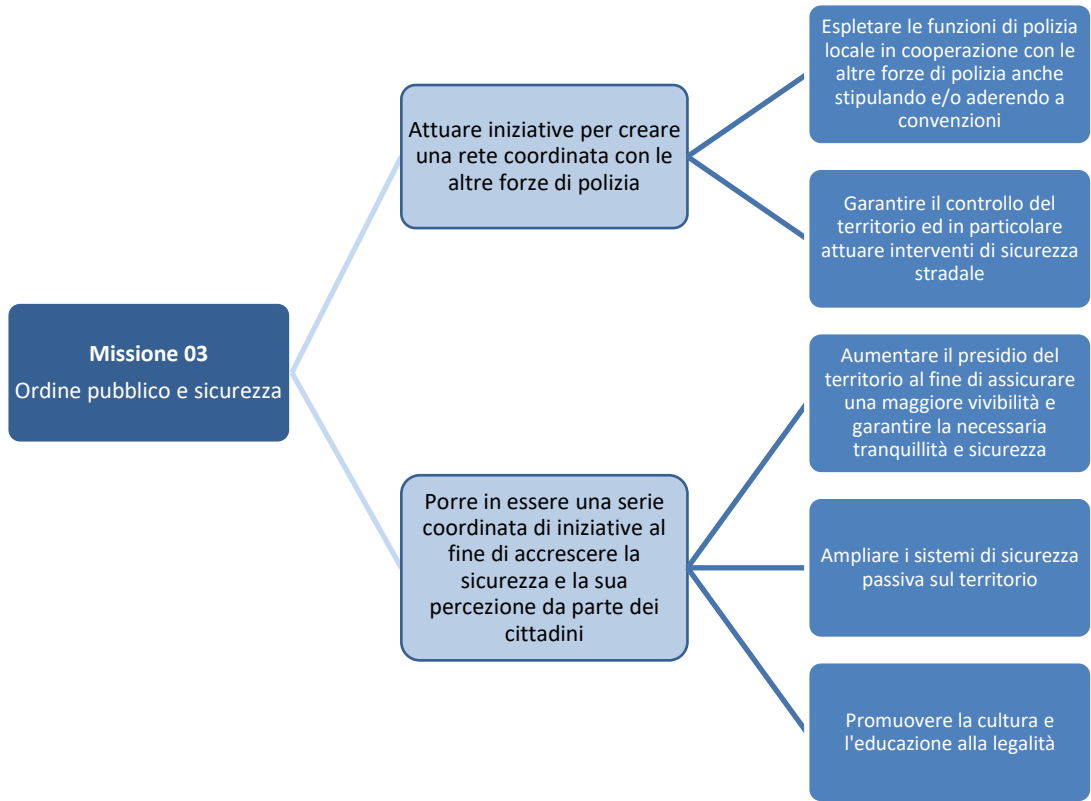 Missione 03
Ordine pubblico e sicurezza
Attuare iniziative per creare
una rete coordinata con le
altre forze di polizia
Espletare le funzioni di polizia
locale in cooperazione con le
altre forze di polizia anche
stipulando e/o aderendo a
convenzioni
Garantire il controllo del
territorio ed in particolare
attuare interventi di sicurezza
stradale
Porre in essere una serie
coordinata di iniziative al
fine di accrescere la
sicurezza e la sua
percezione da parte dei
cittadini
Aumentare il presidio del
territorio al fine di assicurare
una maggiore vivibilità e
garantire la necessaria
tranquillità e sicurezza
Ampliare i sistemi di sicurezza
passiva sul territorio
Promuovere la cultura e
l'educazione alla legalità